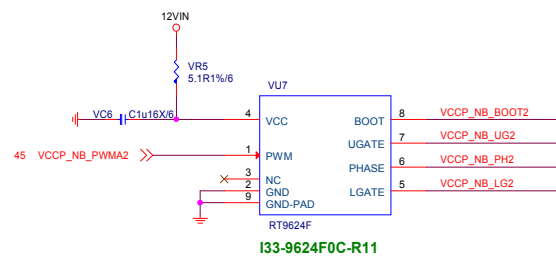 12VIN
VR5
5.1R1%/6
VU7
VC6 C1u16X/6
4 VCC BOOT 8 VCCP_NB_BOOT2
UGATE 7 VCCP_NB_UG2
45 VCCP_NB_PWMA2 1 PWM
PHASE 6 VCCP_NB_PH2
3 NC
2 GND LGATE 5 VCCP_NB_LG2
9 GND-PAD
RT9624F
I33-9624F0C-R11